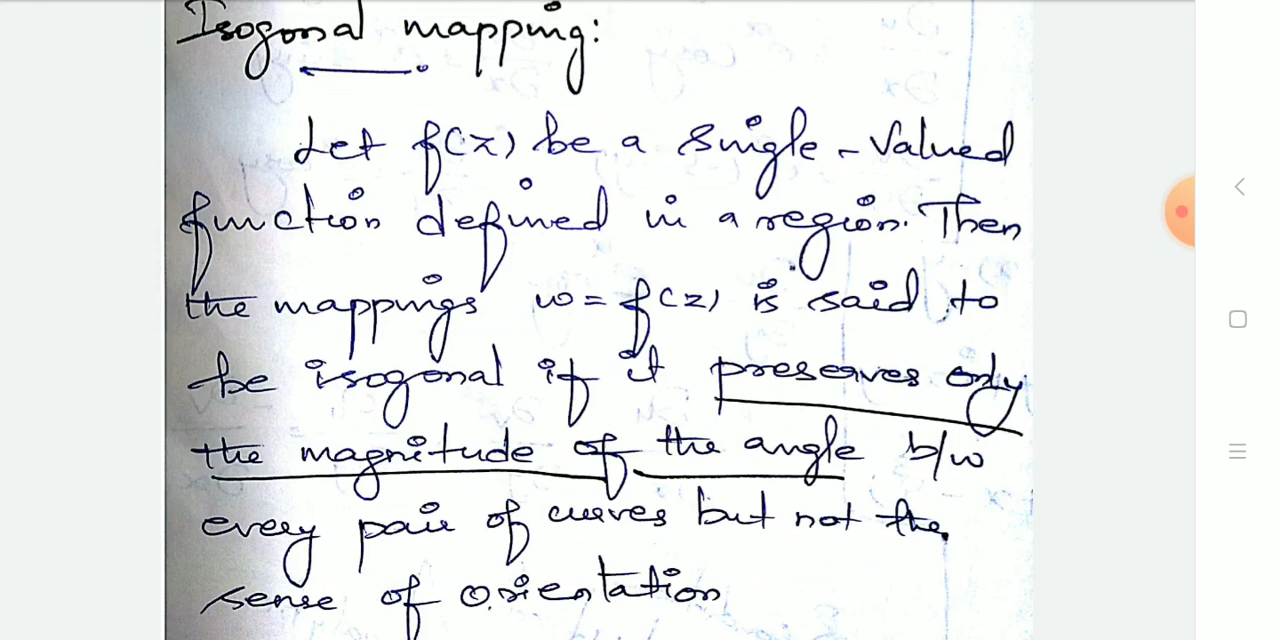 Isogonal mapping:
Let f(z) be a single-valued
function defined in a region. Then
the mappings w = f(z) is said to
be isogonal if it preserves only
the magnitude of the angle b/w
every pair of curves but not the
sense of orientation